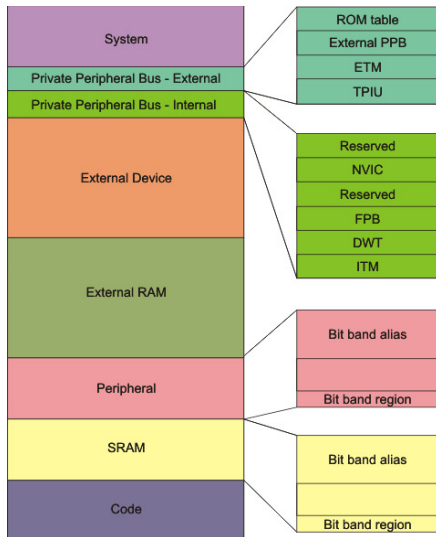 System
Private Peripheral Bus - External
Private Peripheral Bus - Internal
External Device
External RAM
Peripheral
SRAM
Code
ROM table
External PPB
ETM
TPIU
Reserved
NVIC
Reserved
FPB
DWT
ITM
Bit band alias
Bit band region
Bit band alias
Bit band region